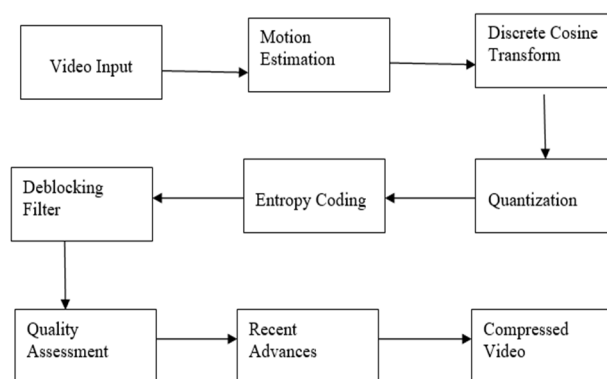 Video Input
Motion
Estimation
Discrete Cosine
Transform
Quantization
Entropy Coding
Deblocking
Filter
Quality
Assessment
Recent
Advances
Compressed
Video